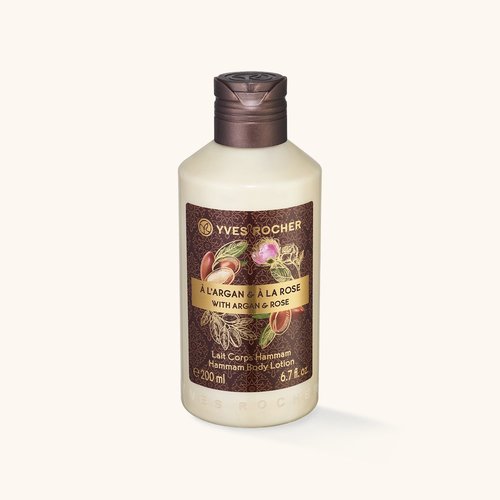 YVES ROCHER
À L'ARGAN & À LA ROSE
WITH ARGAN & ROSE
Lait Corps Hammam
Hammam Body Lotion
℮200 ml 6.7 fl. oz.
YVES ROCHER